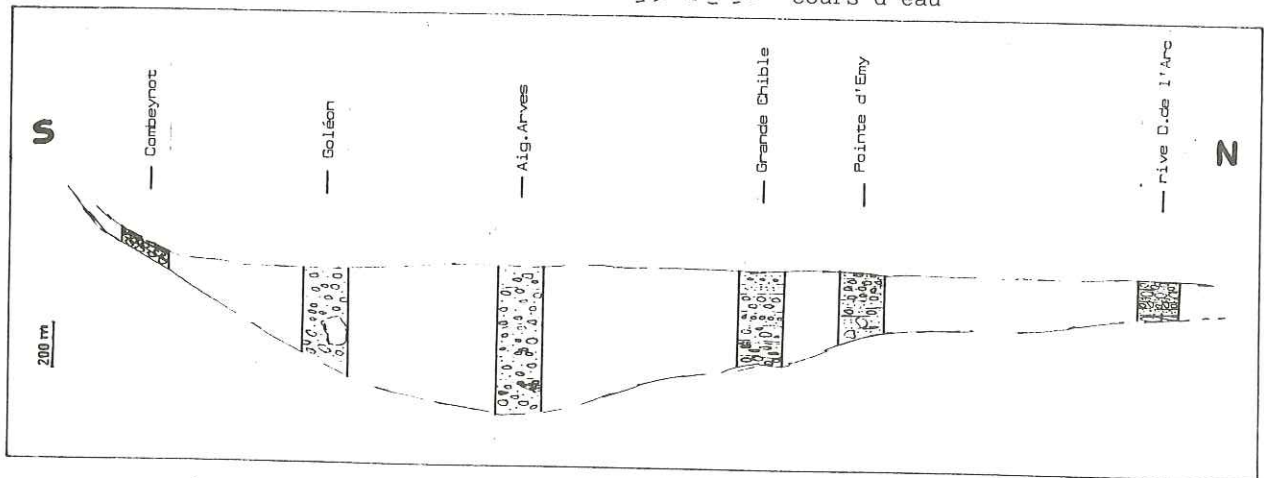 cours d'eau
S
Combeynot
Goléon
Aig.Arves
Grande Chible
Pointe d'Emy
rive D.de l'Arc
N
200 m